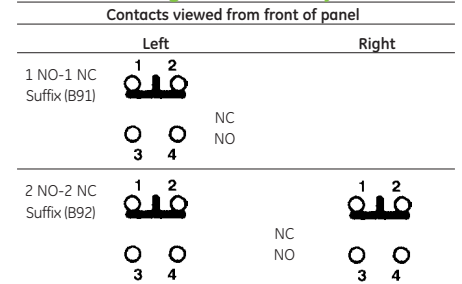 Contacts viewed from front of panel
Left Right
1 NO-1 NC
Suffix (B91)
1 2
NC
NO
3 4
2 NO-2 NC
Suffix (B92)
1 2 1 2
NC
NO
3 4 3 4